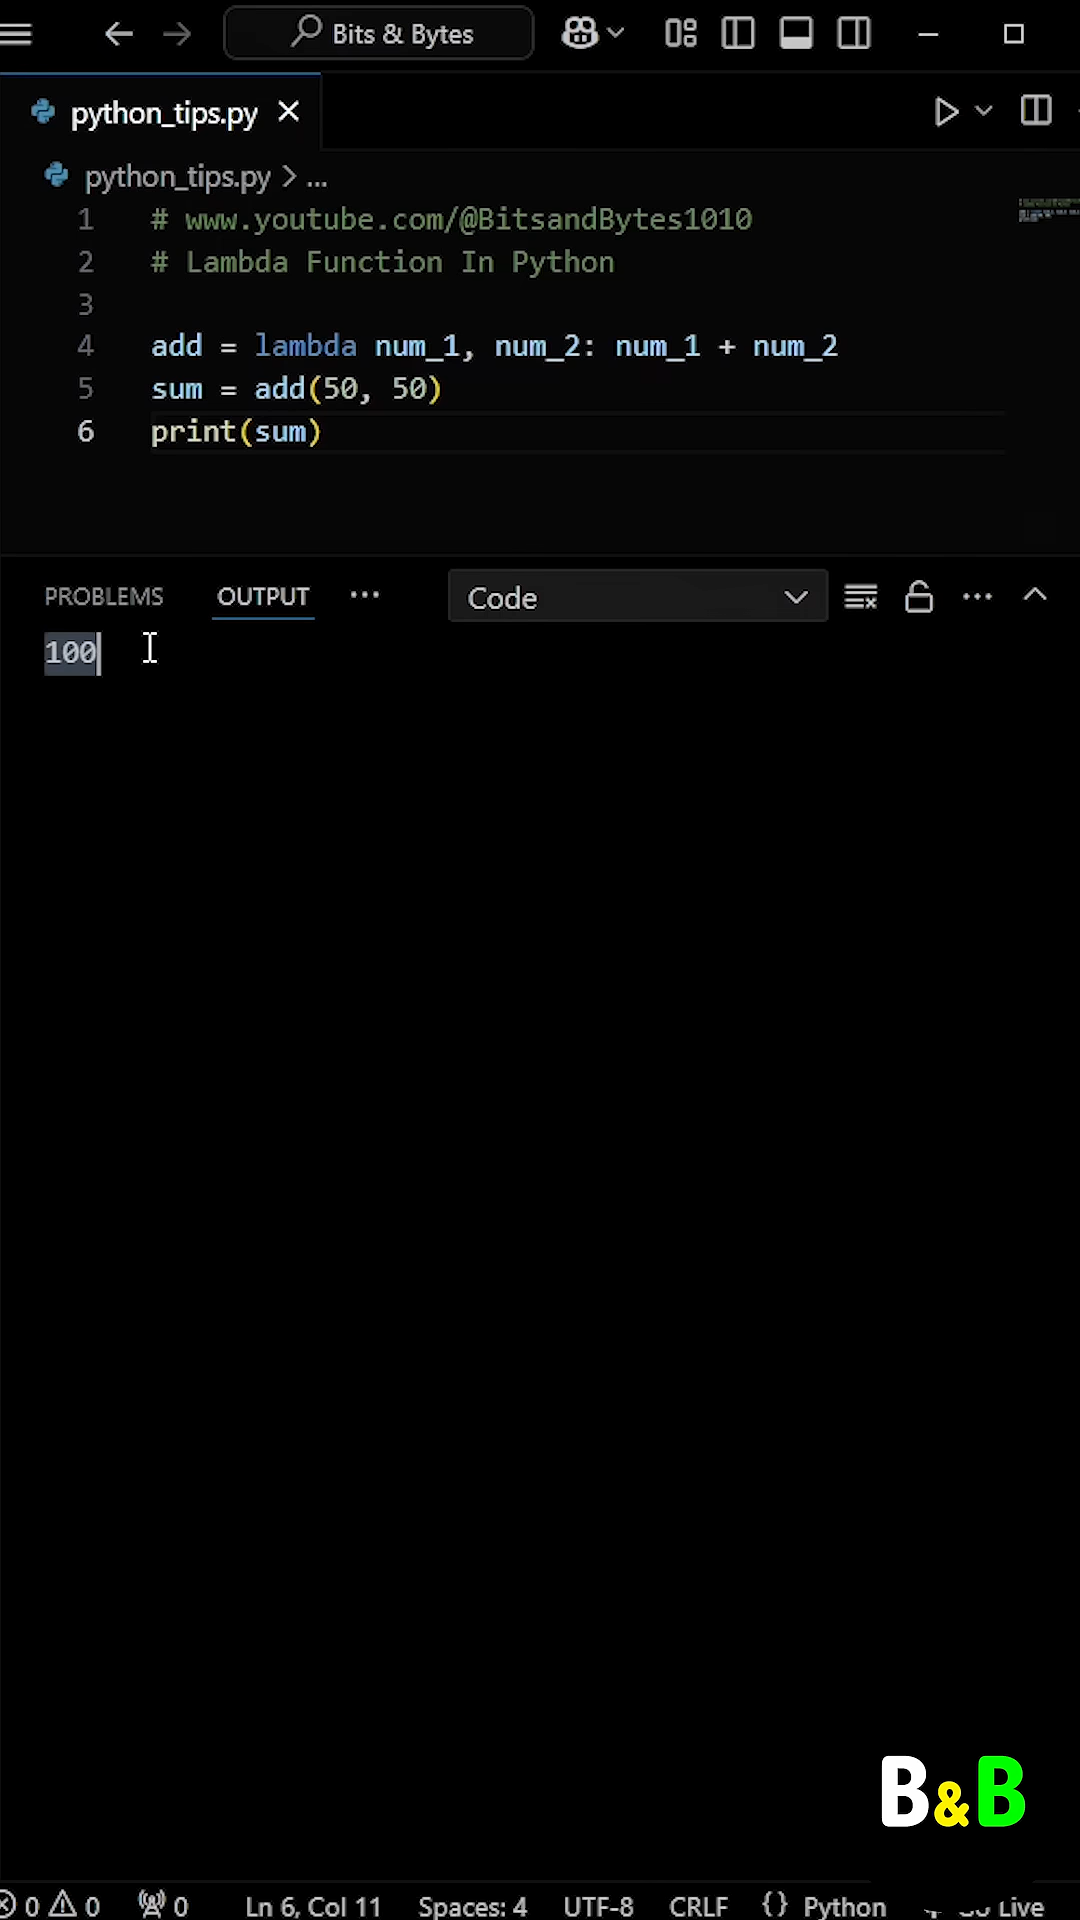 Bits & Bytes
python_tips.py
python_tips.py > ...
1 # www.youtube.com/@BitsandBytes1010
2 # Lambda Function In Python
3
4 add = lambda num_1, num_2: num_1 + num_2
5 sum = add(50, 50)
6 print(sum)
PROBLEMS OUTPUT ... Code
100
B&B
0 0 0 Ln 6, Col 11 Spaces: 4 UTF-8 CRLF {} Python Live